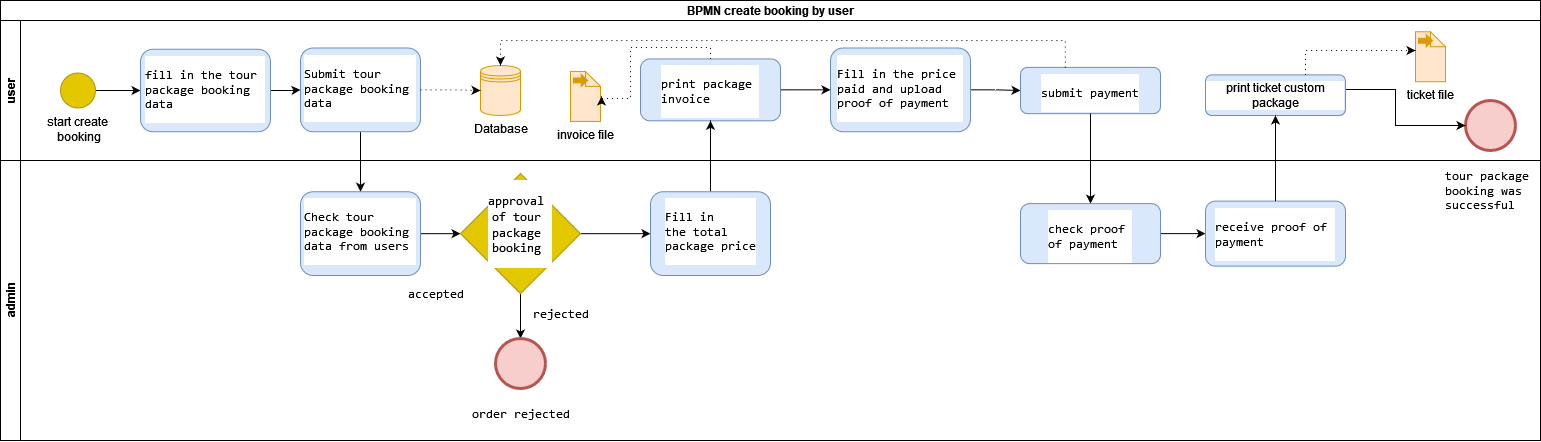 BPMN create booking by user
user
start create
booking
fill in the tour
package booking
data
Submit tour
package booking
data
Database
invoice file
print package
invoice
Fill in the price
paid and upload
proof of payment
submit payment
print ticket custom
package
ticket file
tour package
booking was
successful
admin
Check tour
package booking
data from users
approval
of tour
package
booking
accepted
rejected
order rejected
Fill in
the total
package price
check proof
of payment
receive proof of
payment